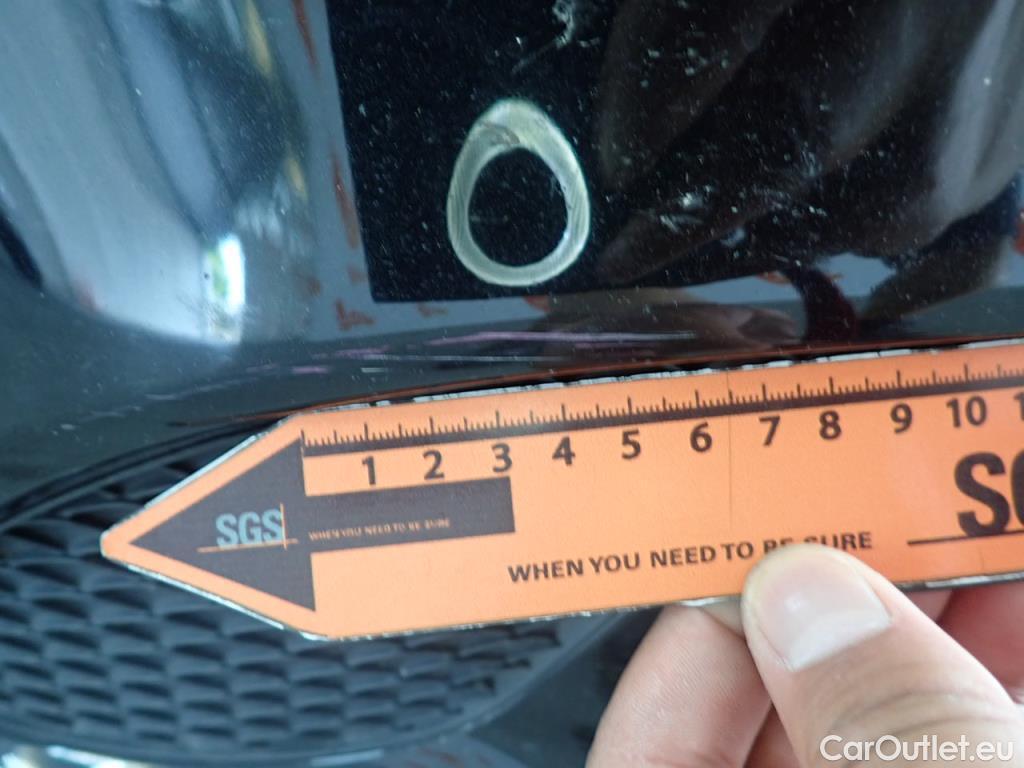 1 2 3 4 5 6 7 8 9 10
SGS
WHEN YOU NEED TO BE SURE
WHEN YOU NEED TO BE SURE
CarOutlet.eu